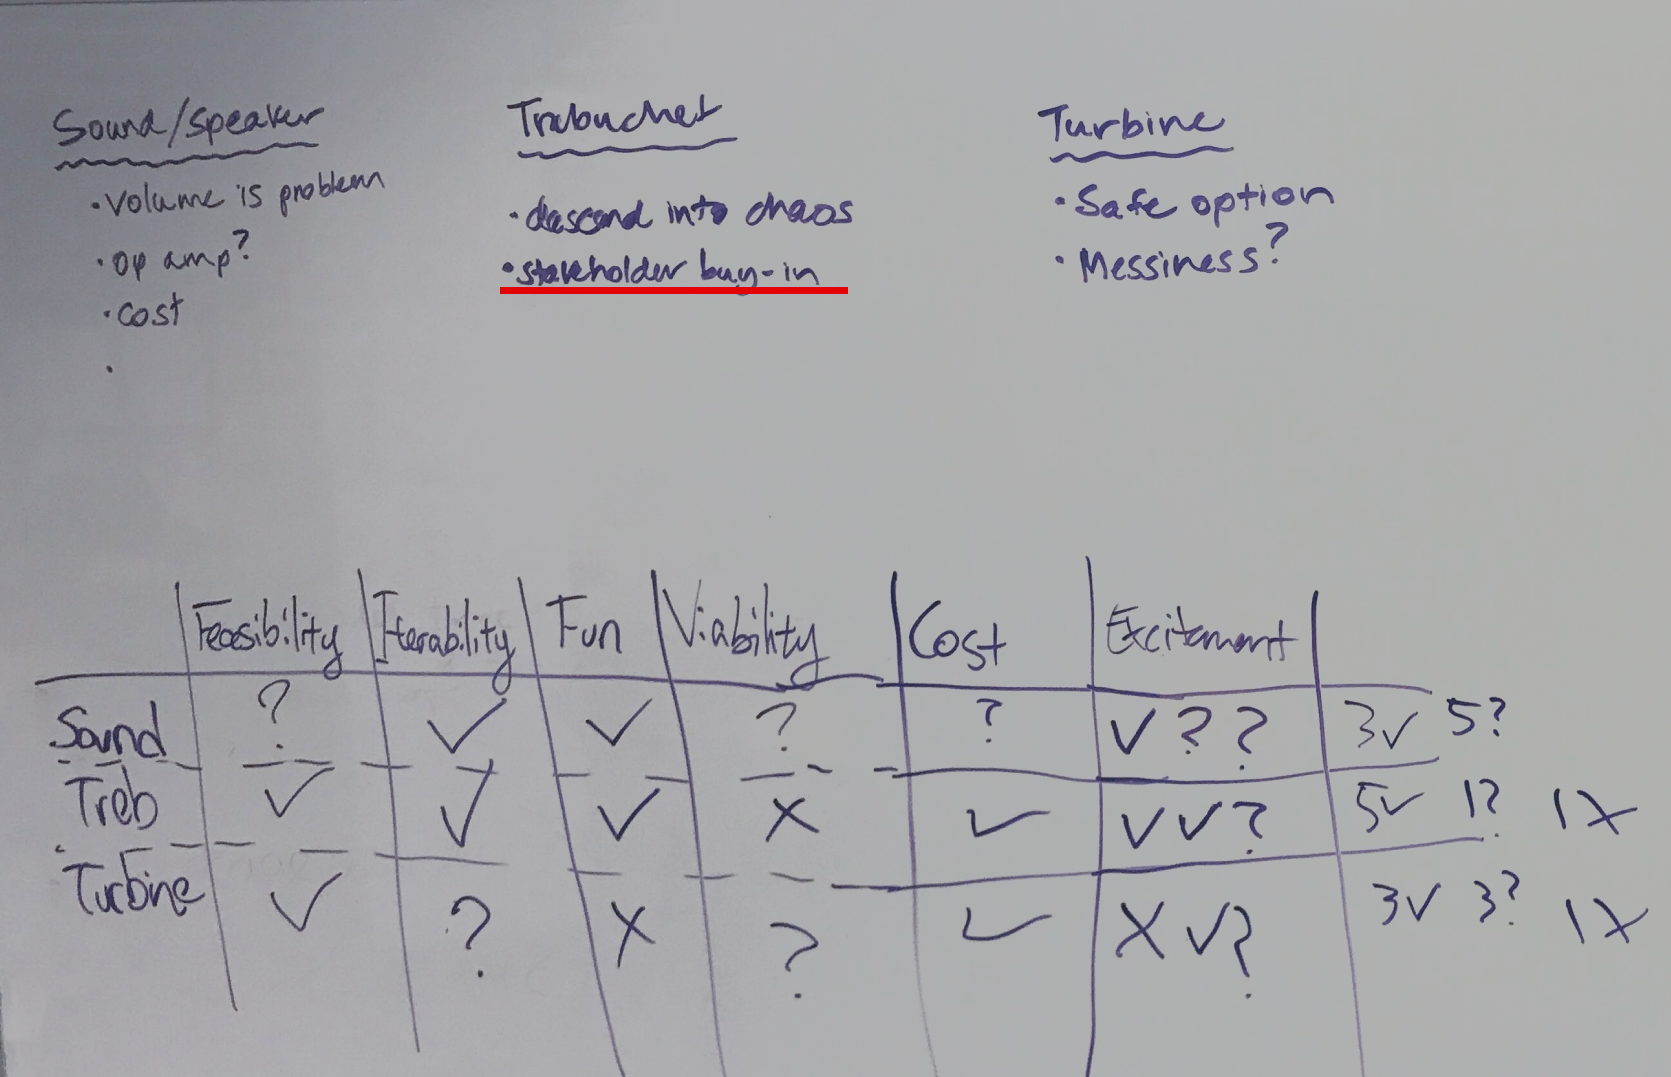 Sound/speaker
• volume is problem
• op amp?
• cost
•
Trebuchet
• descend into chaos
• stakeholder buy-in
Turbine
• Safe option
• Messiness?
Feasibility Iterability Fun Viability Cost Excitement
Sound ? ✓ ✓ ? ? ✓ ? ? 3✓ 5?
Treb ✓ ✓ ✓ X ✓ ✓ ✓ ? 5✓ 1? 1X
Turbine ✓ ? X ? ✓ X ✓ ? 3✓ 3? 1X